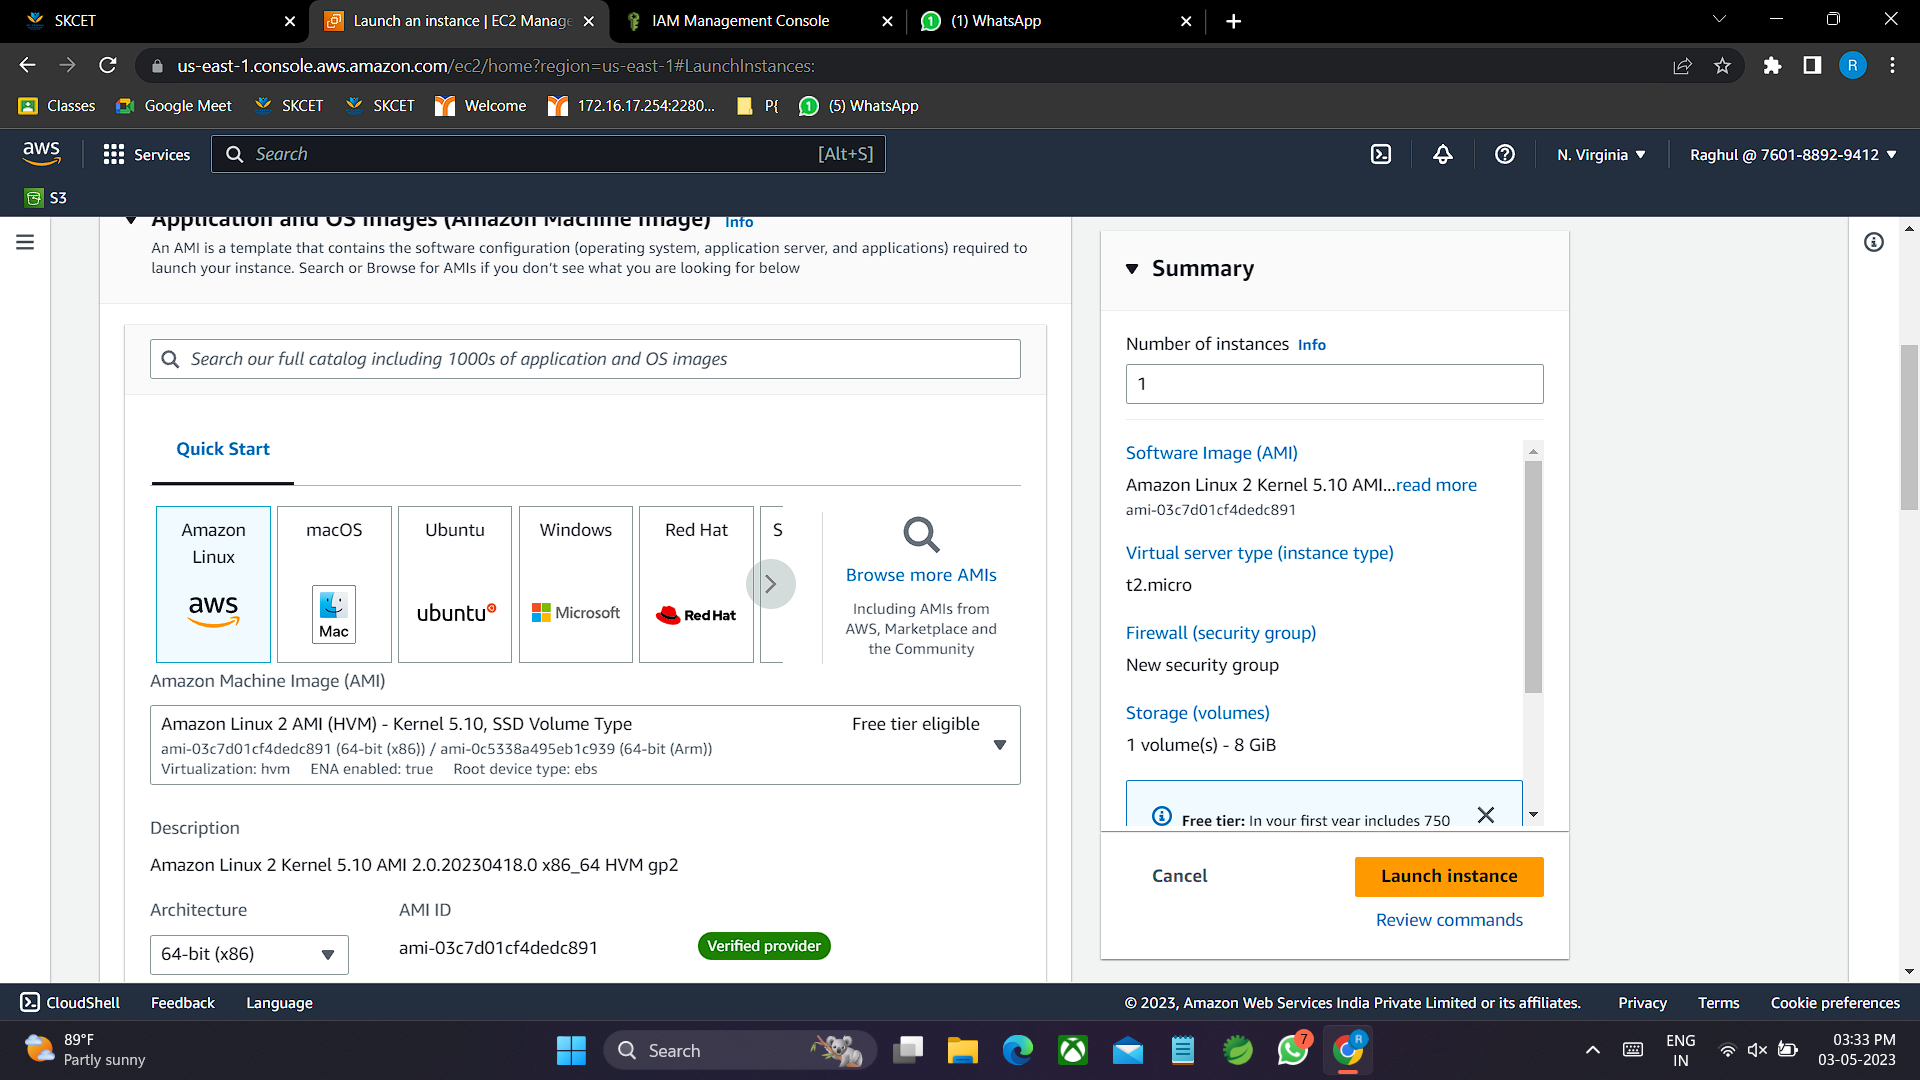 SKCET
Launch an instance | EC2 Manage
IAM Management Console
(1) WhatsApp
us-east-1.console.aws.amazon.com/ec2/home?region=us-east-1#LaunchInstances:
R
Classes
Google Meet
SKCET
SKCET
Welcome
172.16.17.254:2280...
P{
(5) WhatsApp
aws
Services
Search
[Alt+S]
N. Virginia
Raghul @ 7601-8892-9412
S3
Application and OS Images (Amazon Machine Image) Info
An AMI is a template that contains the software configuration (operating system, application server, and applications) required to
launch your instance. Search or Browse for AMIs if you don't see what you are looking for below
Search our full catalog including 1000s of application and OS images
Quick Start
Amazon
Linux
aws
macOS
Mac
Ubuntu
ubuntu
Windows
Microsoft
Red Hat
Red Hat
S
Browse more AMIs
Including AMIs from
AWS, Marketplace and
the Community
Amazon Machine Image (AMI)
Amazon Linux 2 AMI (HVM) - Kernel 5.10, SSD Volume Type
Free tier eligible
ami-03c7d01cf4dedc891 (64-bit (x86)) / ami-0c5338a495eb1c939 (64-bit (Arm))
Virtualization: hvm ENA enabled: true Root device type: ebs
Description
Amazon Linux 2 Kernel 5.10 AMI 2.0.20230418.0 x86_64 HVM gp2
Architecture
AMI ID
64-bit (x86)
ami-03c7d01cf4dedc891
Verified provider
Summary
Number of instances Info
1
Software Image (AMI)
Amazon Linux 2 Kernel 5.10 AMI...read more
ami-03c7d01cf4dedc891
Virtual server type (instance type)
t2.micro
Firewall (security group)
New security group
Storage (volumes)
1 volume(s) - 8 GiB
Free tier: In your first year includes 750
Cancel
Launch instance
Review commands
CloudShell
Feedback
Language
© 2023, Amazon Web Services India Private Limited or its affiliates.
Privacy
Terms
Cookie preferences
89°F
Partly sunny
Search
7
R
ENG
IN
03:33 PM
03-05-2023